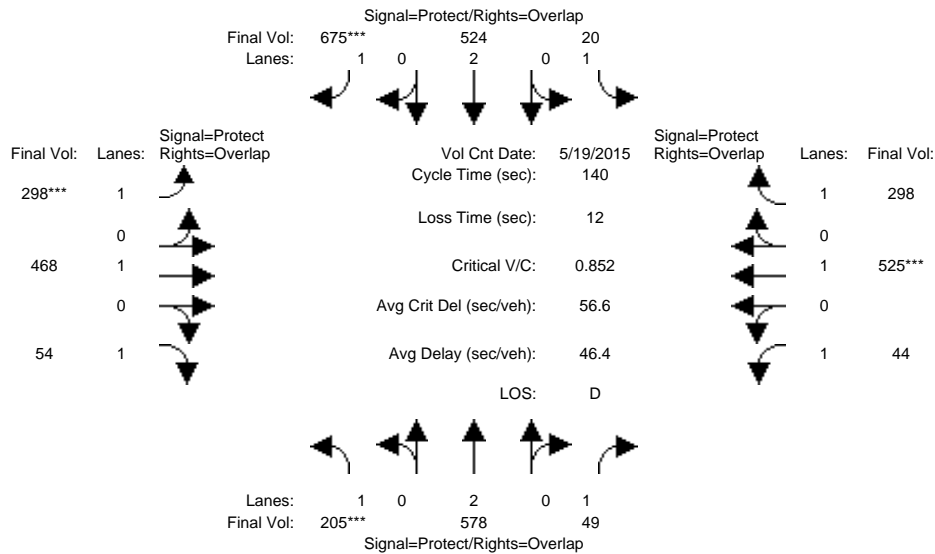 Signal=Protect/Rights=Overlap
Final Vol: 675*** 524 20
Lanes: 1 0 2 0 1
Signal=Protect
Final Vol: Lanes: Rights=Overlap
Vol Cnt Date: 5/19/2015
Signal=Protect
Rights=Overlap Lanes: Final Vol:
Cycle Time (sec): 140
298*** 1
1 298
Loss Time (sec): 12
0
0
468 1
Critical V/C: 0.852
1 525***
0
Avg Crit Del (sec/veh): 56.6
0
54 1
Avg Delay (sec/veh): 46.4
1 44
LOS: D
Lanes: 1 0 2 0 1
Final Vol: 205*** 578 49
Signal=Protect/Rights=Overlap